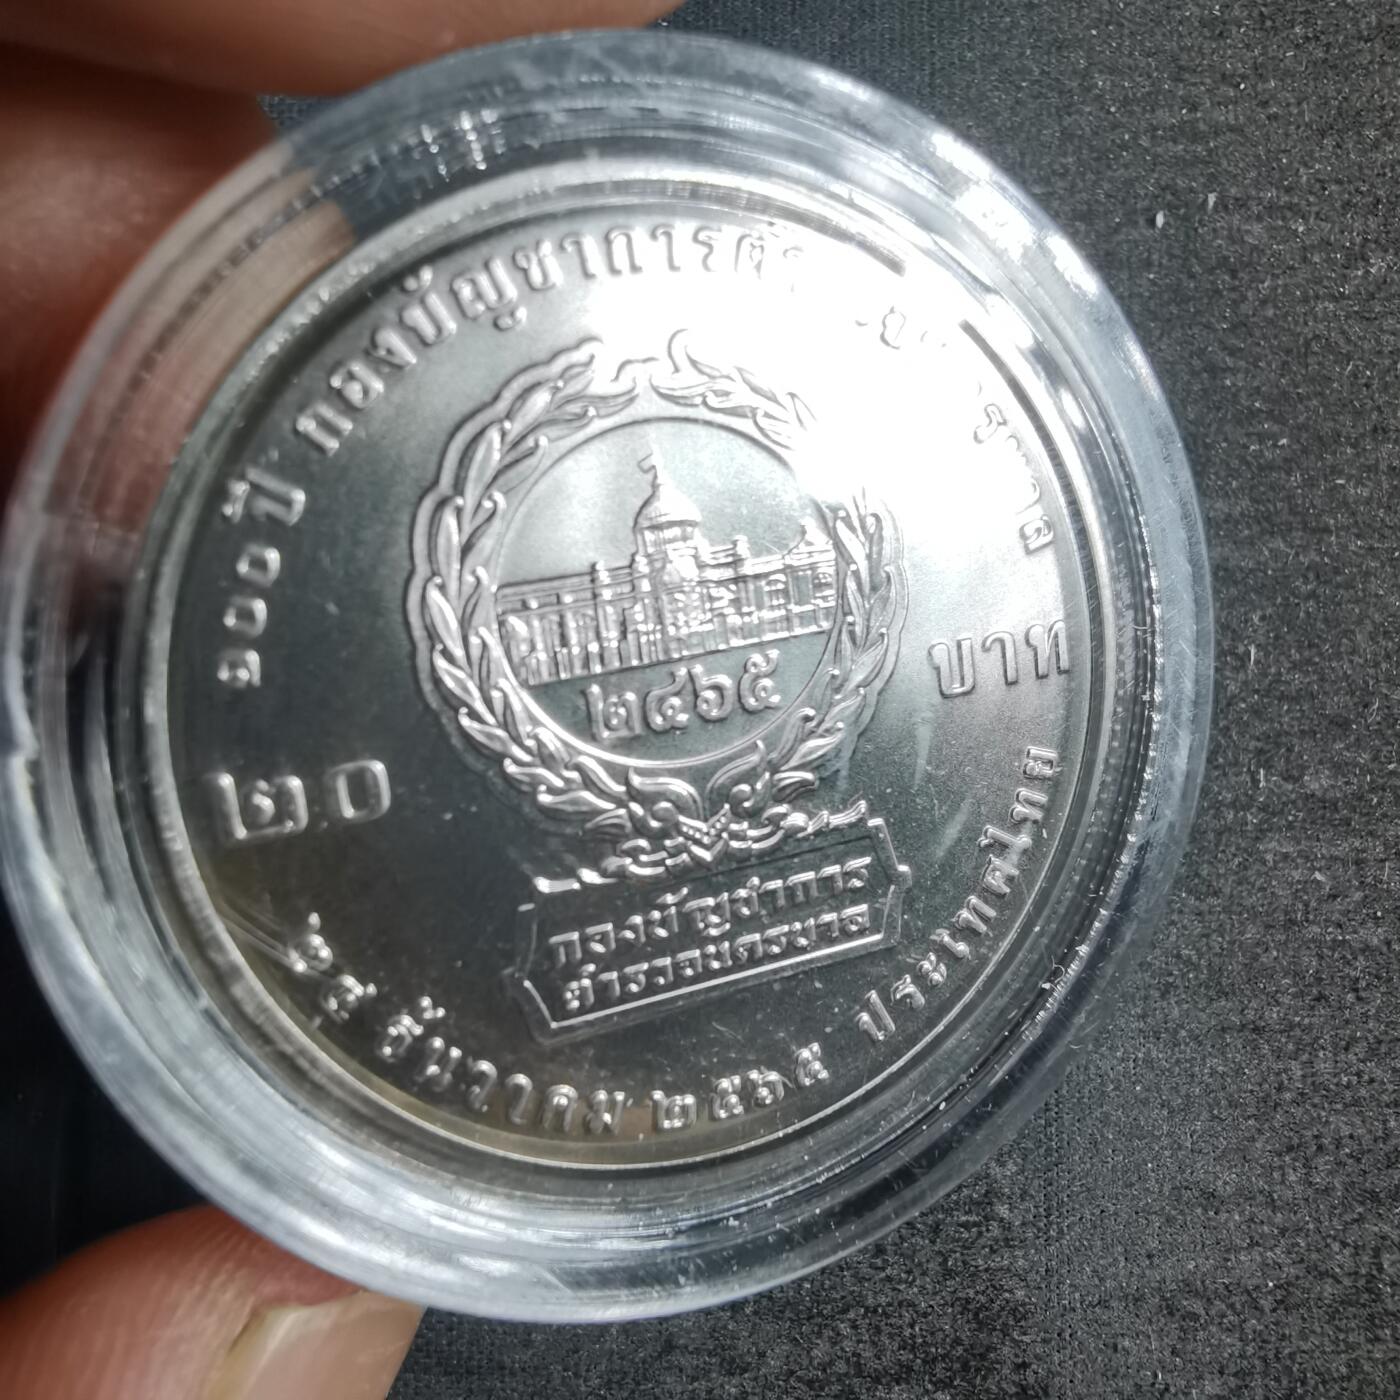 ๑๐๐ ปี กองบัญชาการ
๒๔๖๕
๒๐
บาท
กองบัญชาการ
ตำรวจนครบาล
๑๔ ธันวาคม ๒๕๖๕ ประเทศไทย